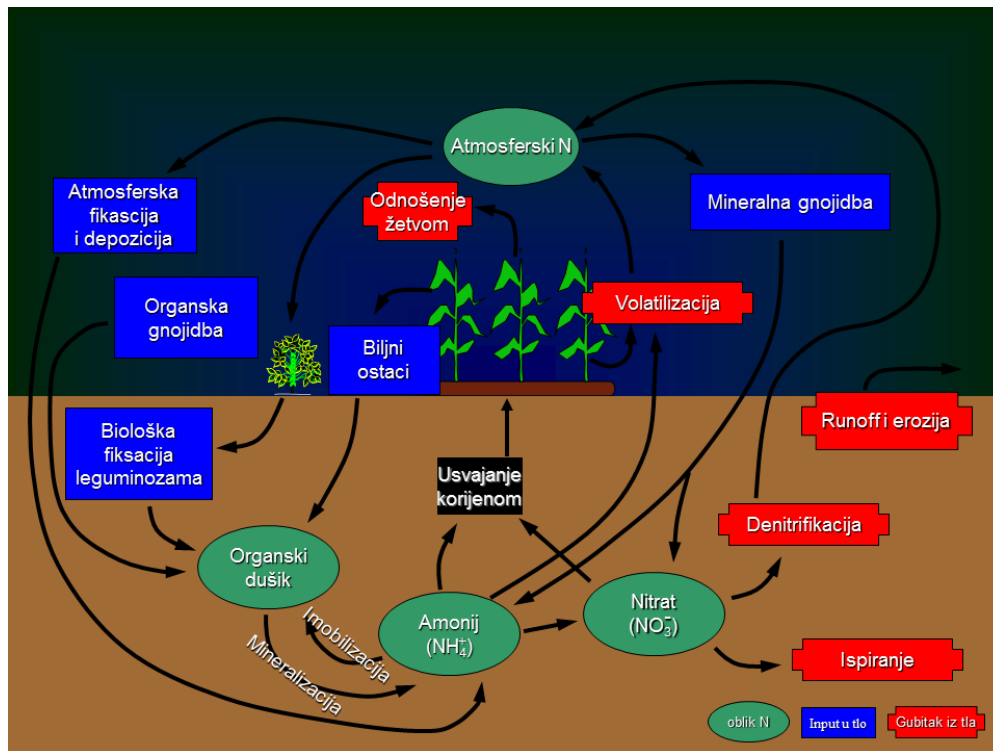 Atmosferski N
Atmosferska
fikascija
i depozicija
Odnošenje
žetvom
Mineralna gnojidba
Organska
gnojidba
Biljni
ostaci
Volatilizacija
Biološka
fiksacija
leguminozama
Runoff i erozija
Usvajanje
korijenom
Denitrifikacija
Organski
dušik
Amonij
(NH₄⁺)
Nitrat
(NO₃⁻)
Imobilizacija
Mineralizacija
Ispiranje
oblik N
Input u tlo
Gubitak iz tla